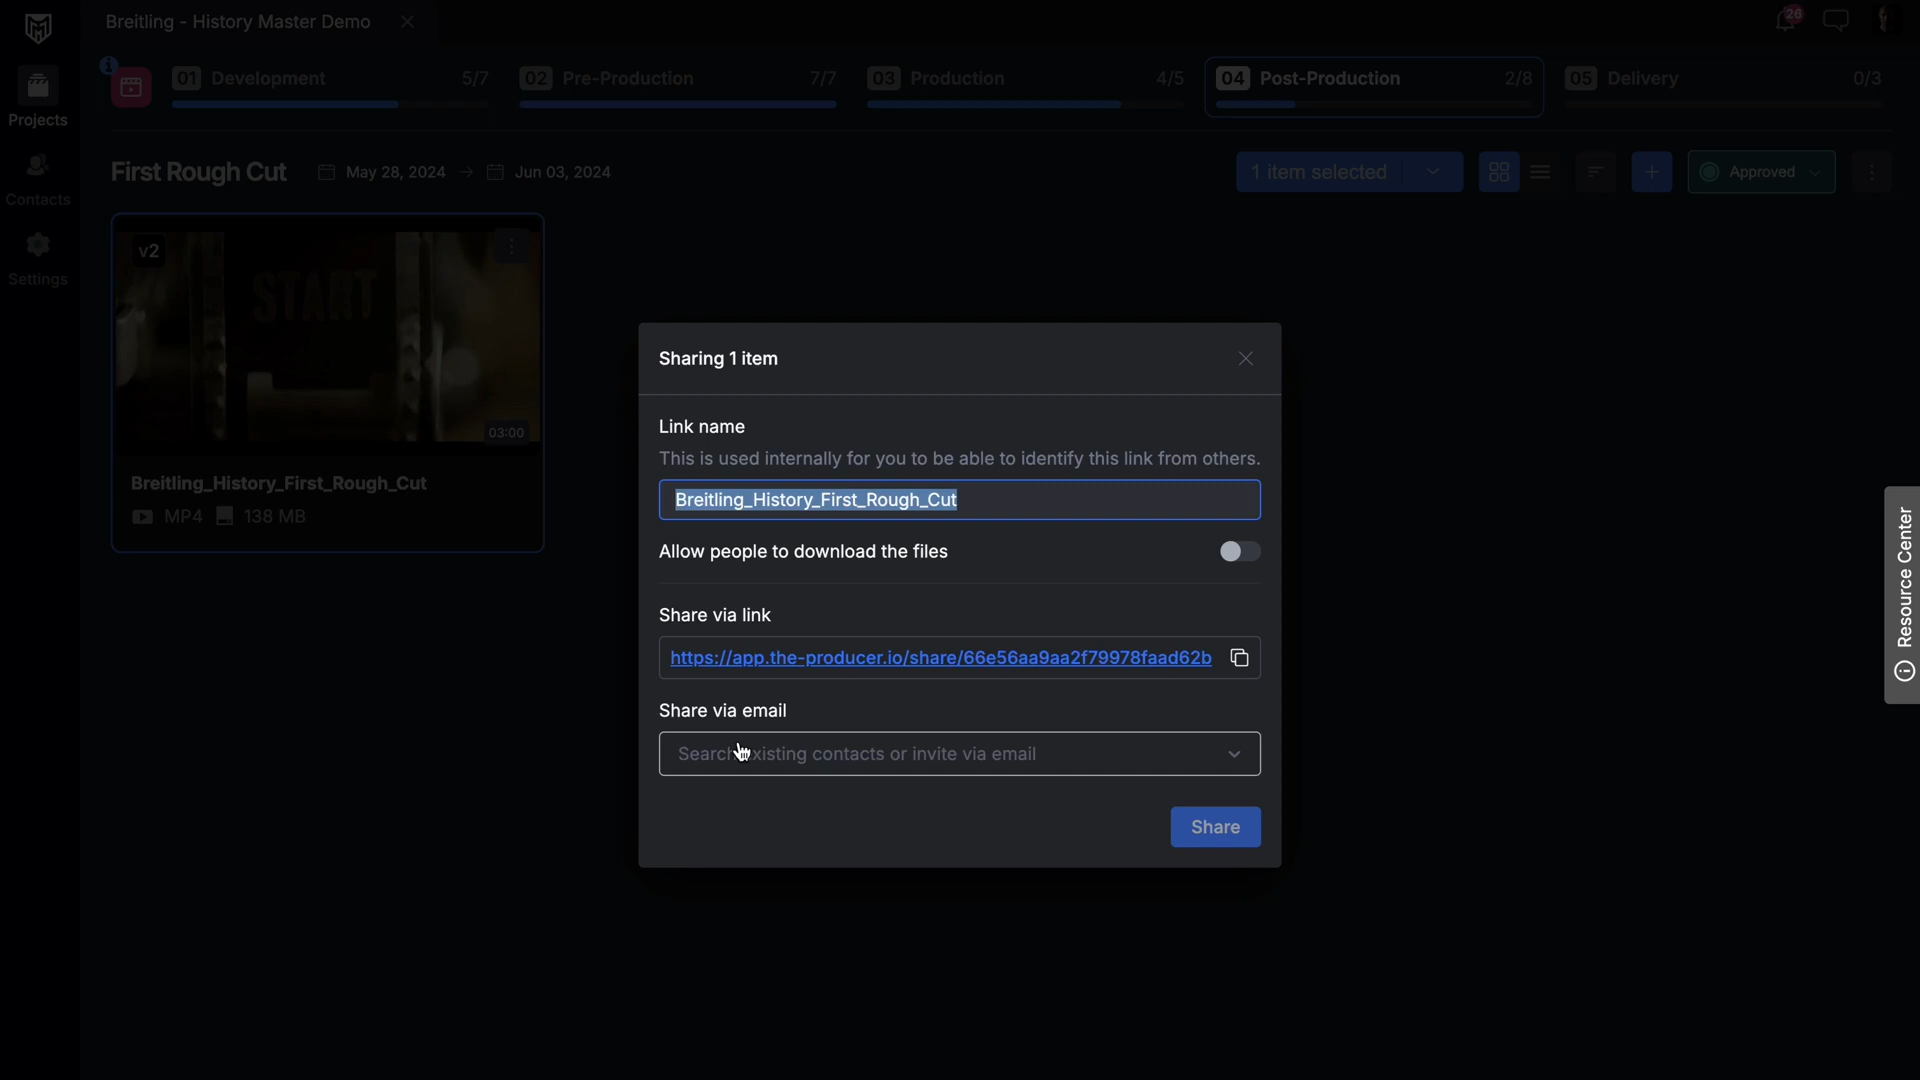 Breitling - History Master Demo
26
Projects
Contacts
Settings
01 Development 5/7
02 Pre-Production 7/7
03 Production 4/5
04 Post-Production 2/8
05 Delivery 0/3
First Rough Cut
May 28, 2024 → Jun 03, 2024
1 item selected
Approved
v2
START
03:00
Breitling_History_First_Rough_Cut
MP4 138 MB
Sharing 1 item
Link name
This is used internally for you to be able to identify this link from others.
Breitling_History_First_Rough_Cut
Allow people to download the files
Share via link
https://app.the-producer.io/share/66e56aa9aa2f79978faad62b
Share via email
Search existing contacts or invite via email
Share
Resource Center